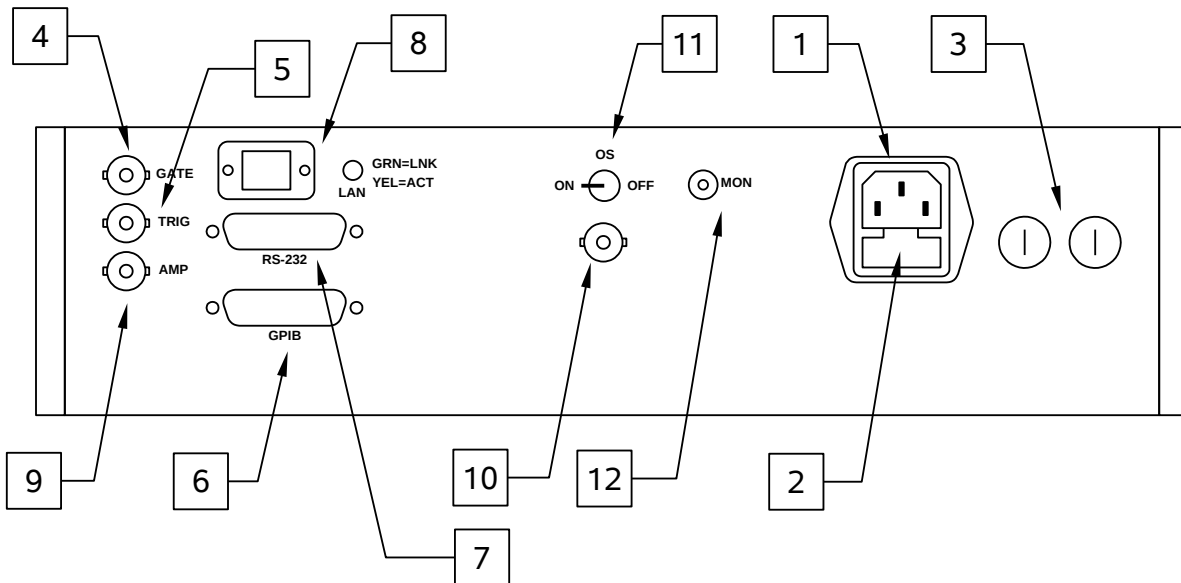 4
5
8
11
1
3
GATE
TRIG
AMP
GRN=LNK
YEL=ACT
LAN
RS-232
GPIB
OS
ON
OFF
MON
9
6
7
10
12
2